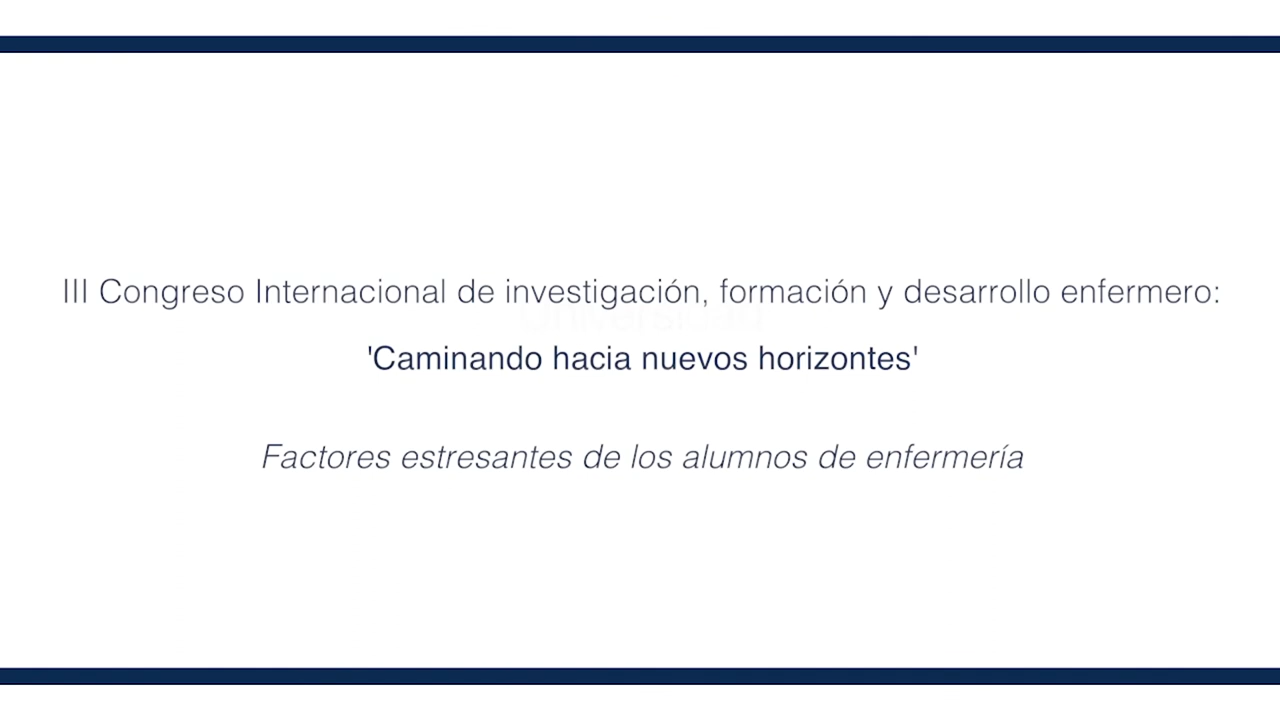 III Congreso Internacional de investigación, formación y desarrollo enfermero:
'Caminando hacia nuevos horizontes'
Factores estresantes de los alumnos de enfermería